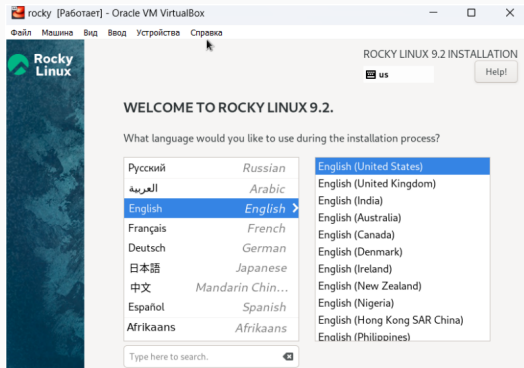 rocky [Работает] - Oracle VM VirtualBox
Файл Машина Вид Ввод Устройства Справка
Rocky
Linux
ROCKY LINUX 9.2 INSTALLATION
us
Help!
WELCOME TO ROCKY LINUX 9.2.
What language would you like to use during the installation process?
Русский Russian
العربية Arabic
English English
Français French
Deutsch German
日本語 Japanese
中文 Mandarin Chin...
Español Spanish
Afrikaans Afrikaans
Type here to search.
English (United States)
English (United Kingdom)
English (India)
English (Australia)
English (Canada)
English (Denmark)
English (Ireland)
English (New Zealand)
English (Nigeria)
English (Hong Kong SAR China)
English (Philippines)